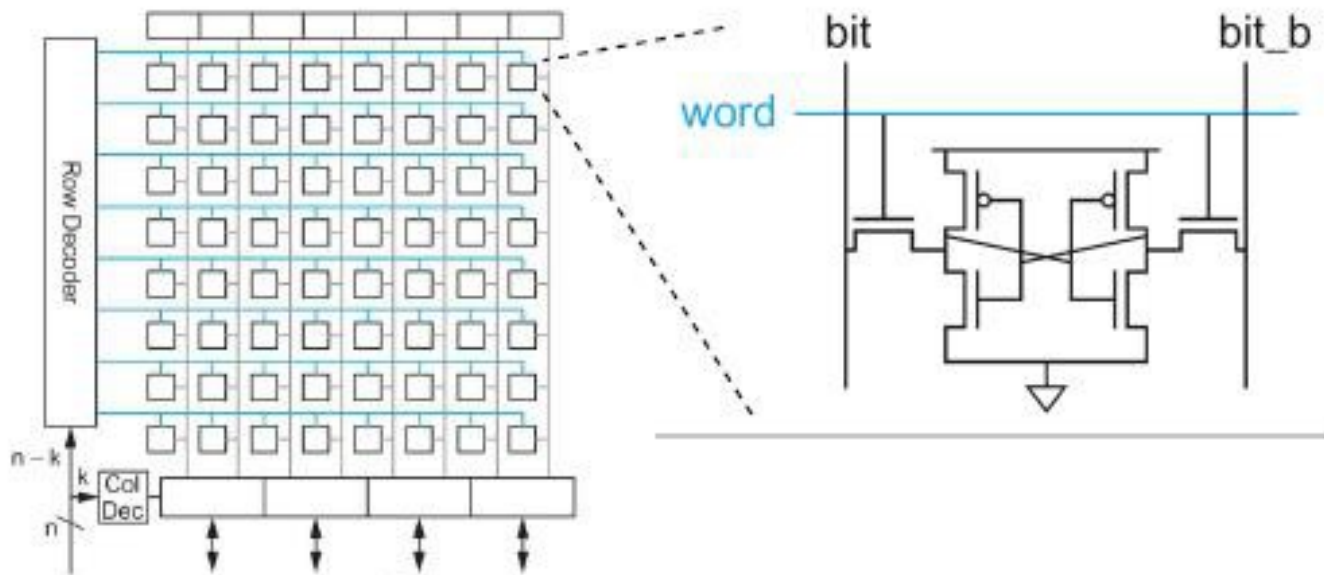 bit
bit_b
word
Row Decoder
n – k
k
Col
Dec
n